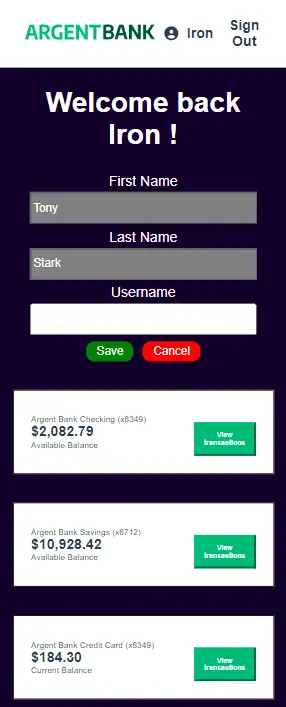 ARGENTBANK
Iron
Sign
Out
Welcome back
Iron !
First Name
Tony
Last Name
Stark
Username
Save
Cancel
Argent Bank Checking (x8349)
$2,082.79
Available Balance
View
transactions
Argent Bank Savings (x6712)
$10,928.42
Available Balance
View
transactions
Argent Bank Credit Card (x8349)
$184.30
Current Balance
View
transactions